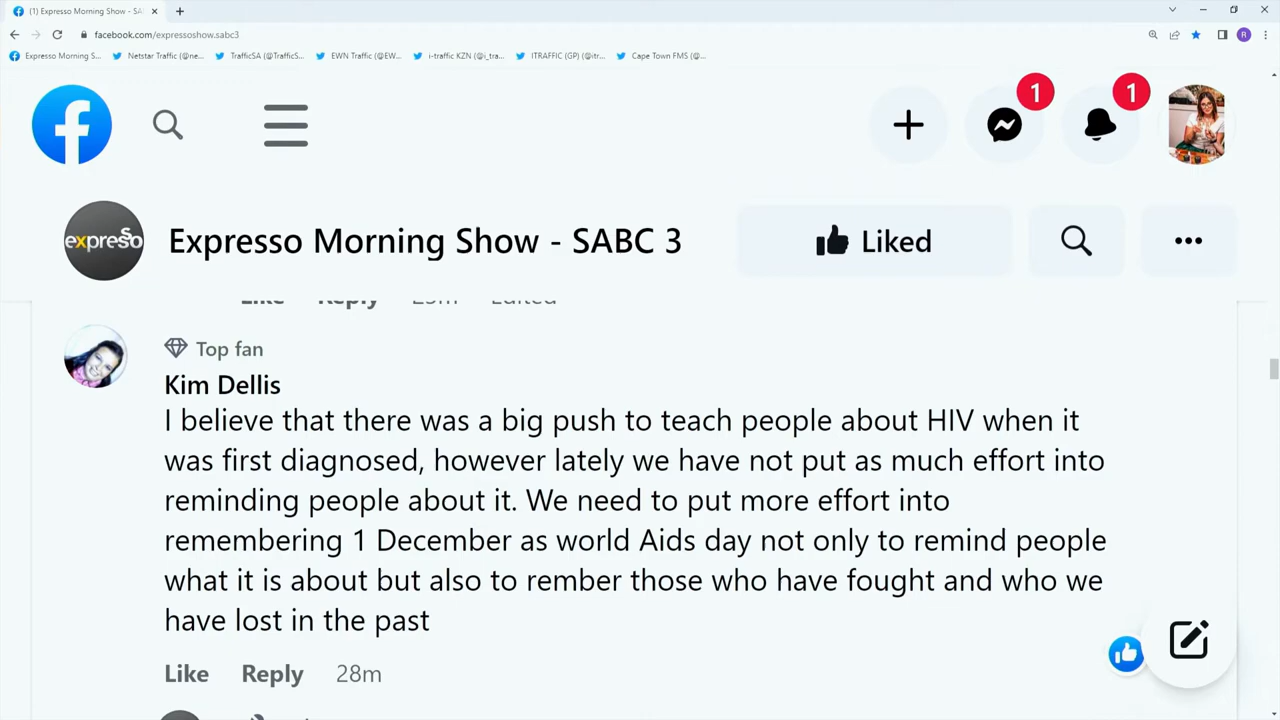 (1) Expresso Morning Show - SA
facebook.com/expressoshow.sabc3
R
Expresso Morning S... Netstar Traffic (@ne... TrafficSA (@TrafficS... EWN Traffic (@EW... i-traffic KZN (@i_tra... ITRAFFIC (GP) (@itr... Cape Town FMS (@...
1 1
expresso
Expresso Morning Show - SABC 3 Liked
Like Reply Edited
Top fan
Kim Dellis
I believe that there was a big push to teach people about HIV when it
was first diagnosed, however lately we have not put as much effort into
reminding people about it. We need to put more effort into
remembering 1 December as world Aids day not only to remind people
what it is about but also to rember those who have fought and who we
have lost in the past
Like Reply 28m